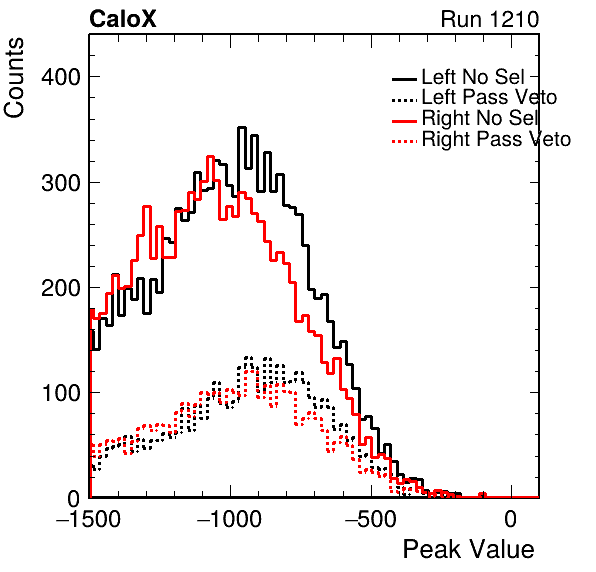 CaloX Run 1210
Counts
400
300
200
100
0
Left No Sel
Left Pass Veto
Right No Sel
Right Pass Veto
−1500 −1000 −500 0
Peak Value